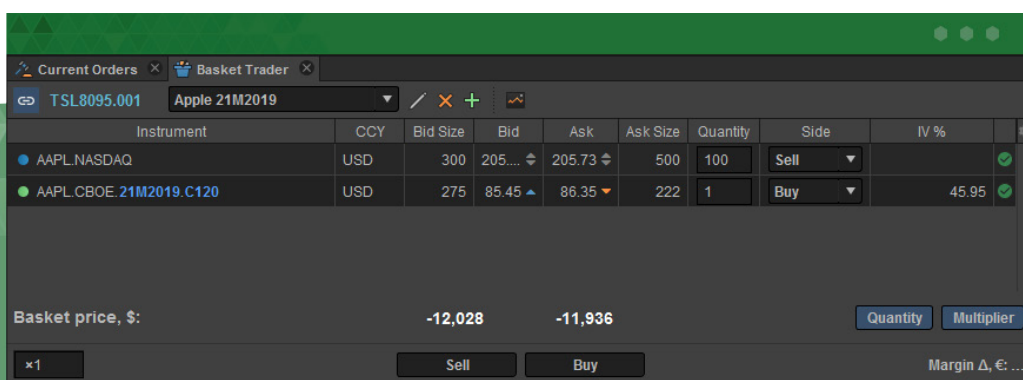 Current Orders Basket Trader
TSL8095.001 Apple 21M2019
Instrument CCY Bid Size Bid Ask Ask Size Quantity Side IV %
AAPL.NASDAQ USD 300 205.... 205.73 500 100 Sell
AAPL.CBOE.21M2019.C120 USD 275 85.45 86.35 222 1 Buy 45.95
Basket price, $: -12,028 -11,936 Quantity Multiplier
×1 Sell Buy Margin Δ, €: ...